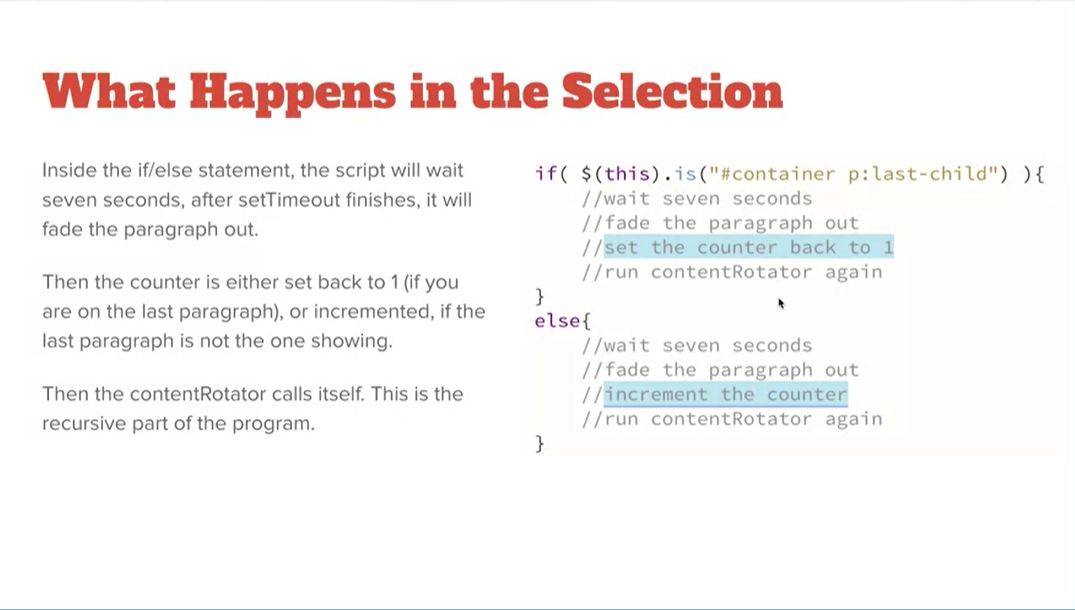 What Happens in the Selection
Inside the if/else statement, the script will wait
seven seconds, after setTimeout finishes, it will
fade the paragraph out.
Then the counter is either set back to 1 (if you
are on the last paragraph), or incremented, if the
last paragraph is not the one showing.
Then the contentRotator calls itself. This is the
recursive part of the program.
if( $(this).is("#container p:last-child") ){
    //wait seven seconds
    //fade the paragraph out
    //set the counter back to 1
    //run contentRotator again
}
else{
    //wait seven seconds
    //fade the paragraph out
    //increment the counter
    //run contentRotator again
}